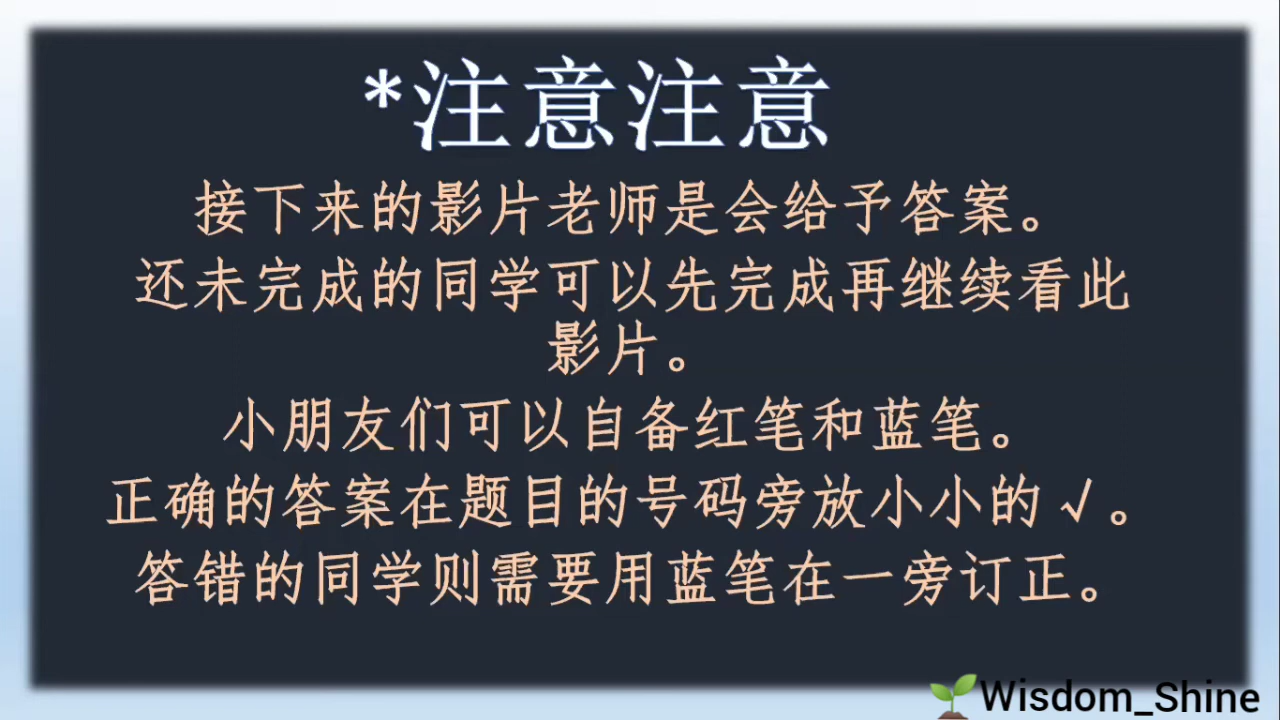 *注意注意
接下来的影片老师是会给予答案。
还未完成的同学可以先完成再继续看此
影片。
小朋友们可以自备红笔和蓝笔。
正确的答案在题目的号码旁放小小的√。
答错的同学则需要用蓝笔在一旁订正。
Wisdom_Shine